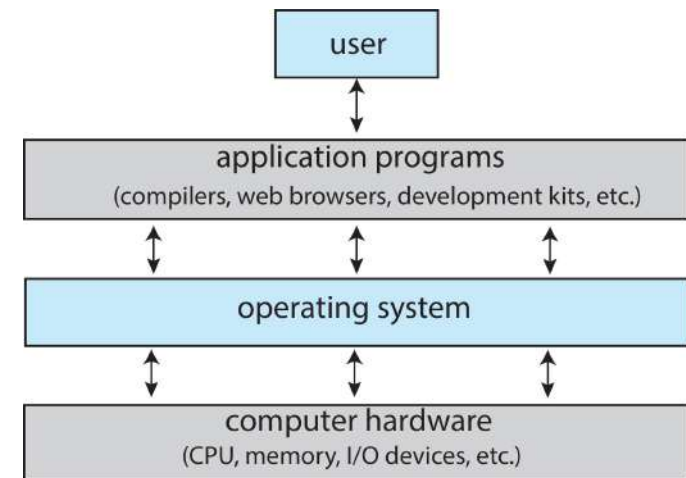 user
application programs
(compilers, web browsers, development kits, etc.)
operating system
computer hardware
(CPU, memory, I/O devices, etc.)